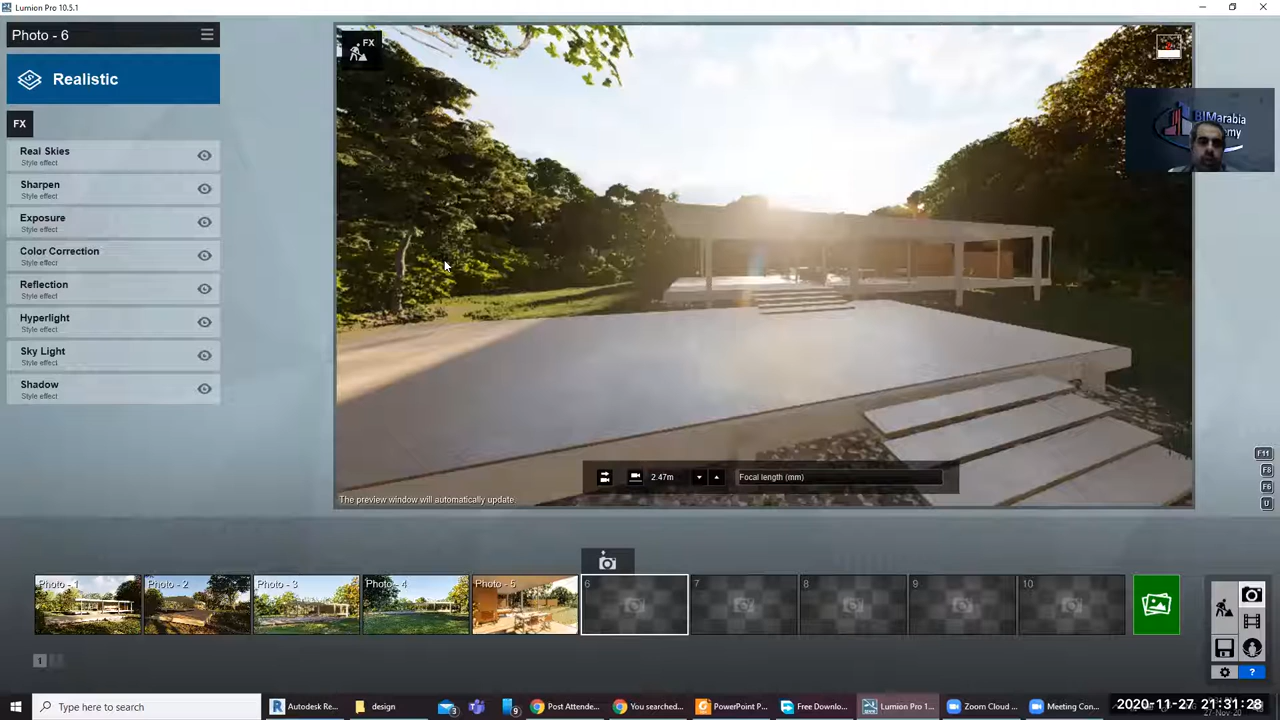 Lumion Pro 10.5.1
Photo - 6
Realistic
FX
Real Skies
Style effect
Sharpen
Style effect
Exposure
Style effect
Color Correction
Style effect
Reflection
Style effect
Hyperlight
Style effect
Sky Light
Style effect
Shadow
Style effect
FX
BIMarabia
2.47m
Focal length (mm)
The preview window will automatically update.
F11
F8
F6
U
Photo - 1
Photo - 2
Photo - 3
Photo - 4
Photo - 5
6
7
8
9
10
1
?
Type here to search
Autodesk Re...
design
3
9
Post Attende...
You searched...
PowerPoint P...
Free Downlo...
Lumion Pro 1...
Zoom Cloud ...
Meeting Con...
2020-11-27 21:31:28